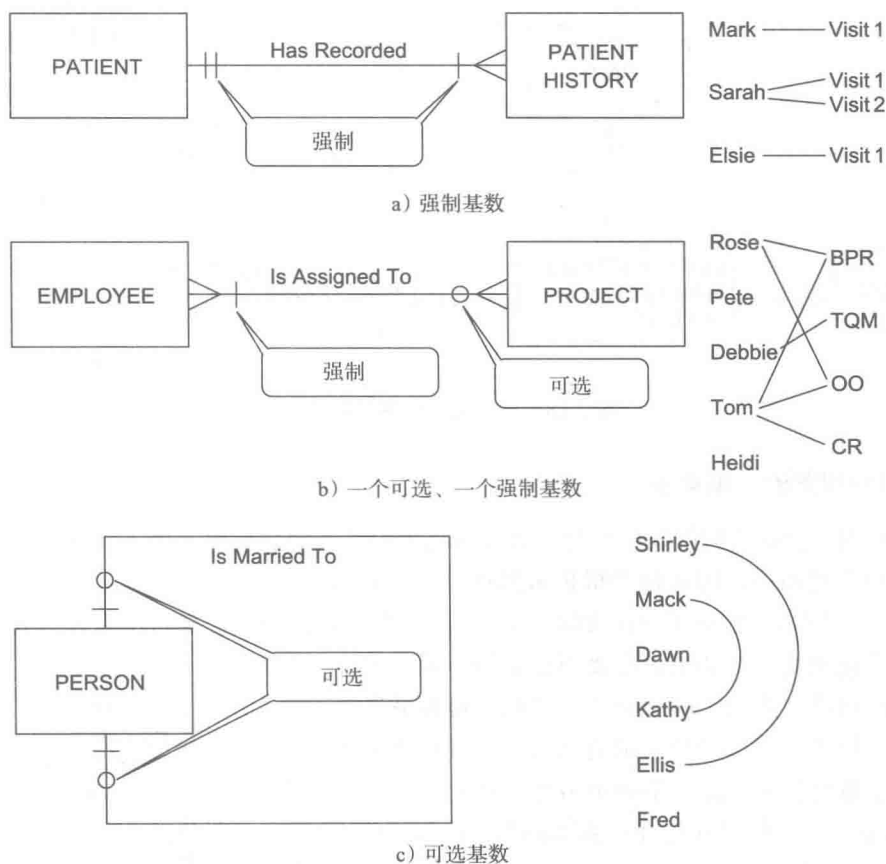 PATIENT
Has Recorded
PATIENT
HISTORY
强制
Mark
Visit 1
Sarah
Visit 1
Visit 2
Elsie
Visit 1
a）强制基数
EMPLOYEE
Is Assigned To
PROJECT
强制
可选
Rose
BPR
Pete
TQM
Debbie
OO
Tom
CR
Heidi
b）一个可选、一个强制基数
Is Married To
PERSON
可选
Shirley
Mack
Dawn
Kathy
Ellis
Fred
c）可选基数